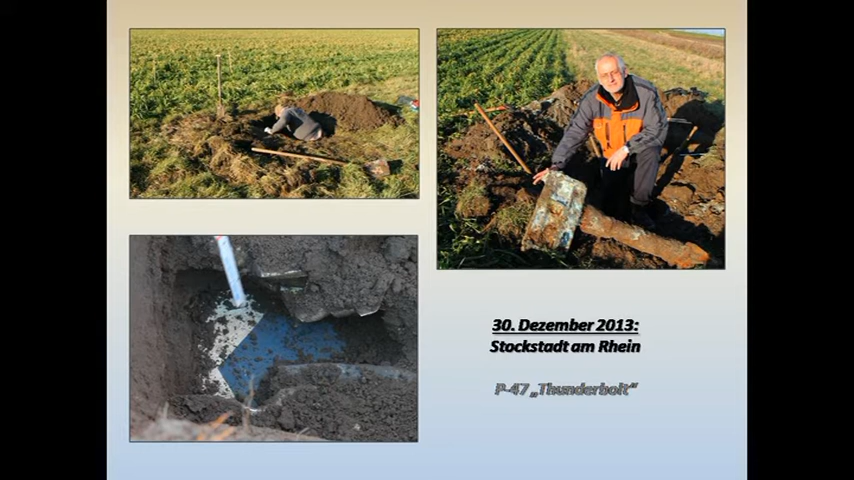 30. Dezember 2013:
Stockstadt am Rhein
P-47 „Thunderbolt“